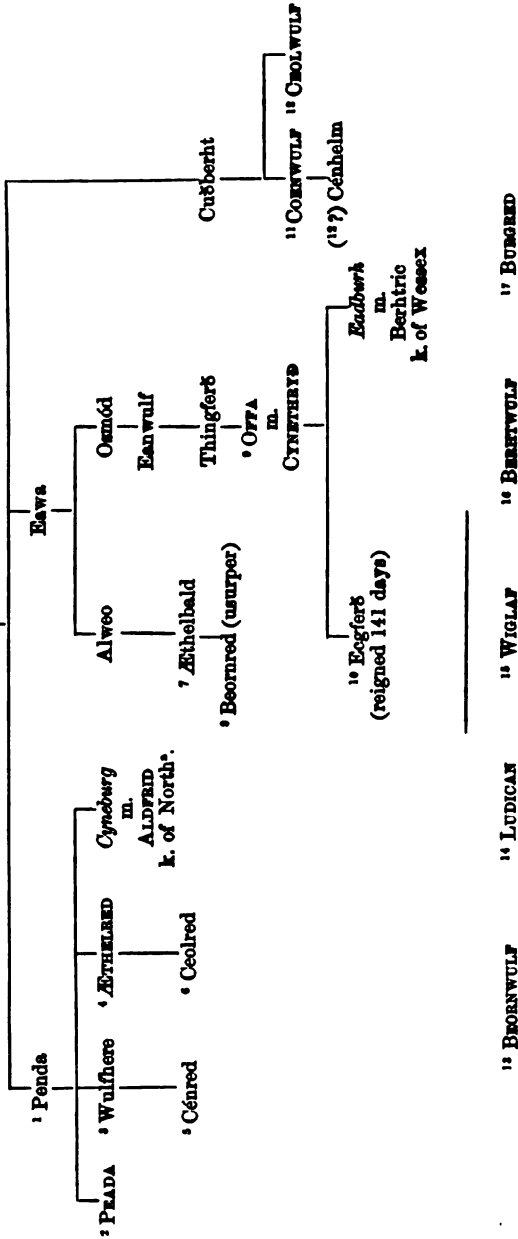 ¹ Penda
Eawa
² PEADA
³ Wulfhere
⁴ ÆTHELRED
Cyneburg
m.
ALDFRID
k. of Northª.
Alweo
Osmód
Cuðberht
⁵ Cénred
⁶ Ceolred
⁷ Æthelbald
Eanwulf
¹¹ COENWULF
¹² CEOLWULF
⁸ Beornred (usurper)
Thingferð
(¹²?) Cénhelm
⁹ OFFA
m.
CYNETHRYÐ
¹⁰ Ecgferð
(reigned 141 days)
Eadburh
m.
Berhtric
k. of Wessex
¹³ BEORNWULF
¹⁴ LUDICAN
¹⁵ WIGLAF
¹⁶ BERHTWULF
¹⁷ BURGRED